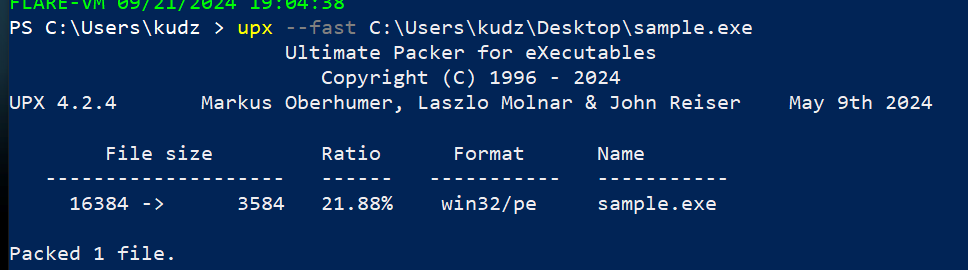 FLARE-VM 09/21/2024 19:04:38
PS C:\Users\kudz > upx --fast C:\Users\kudz\Desktop\sample.exe
Ultimate Packer for eXecutables
Copyright (C) 1996 - 2024
UPX 4.2.4 Markus Oberhumer, Laszlo Molnar & John Reiser May 9th 2024
File size Ratio Format Name
-------------------- ------ ----------- -----------
16384 -> 3584 21.88% win32/pe sample.exe
Packed 1 file.